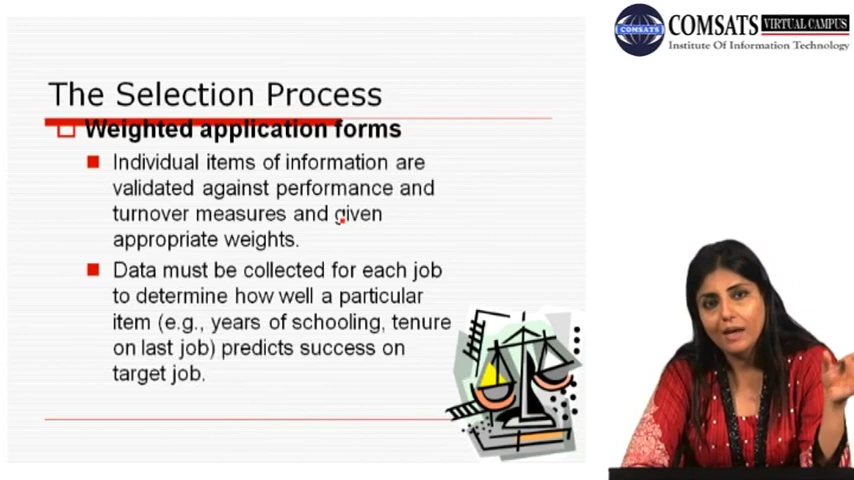 COMSATS VIRTUAL CAMPUS
COMSATS
Institute Of Information Technology
The Selection Process
Weighted application forms
Individual items of information are
validated against performance and
turnover measures and given
appropriate weights.
Data must be collected for each job
to determine how well a particular
item (e.g., years of schooling, tenure
on last job) predicts success on
target job.